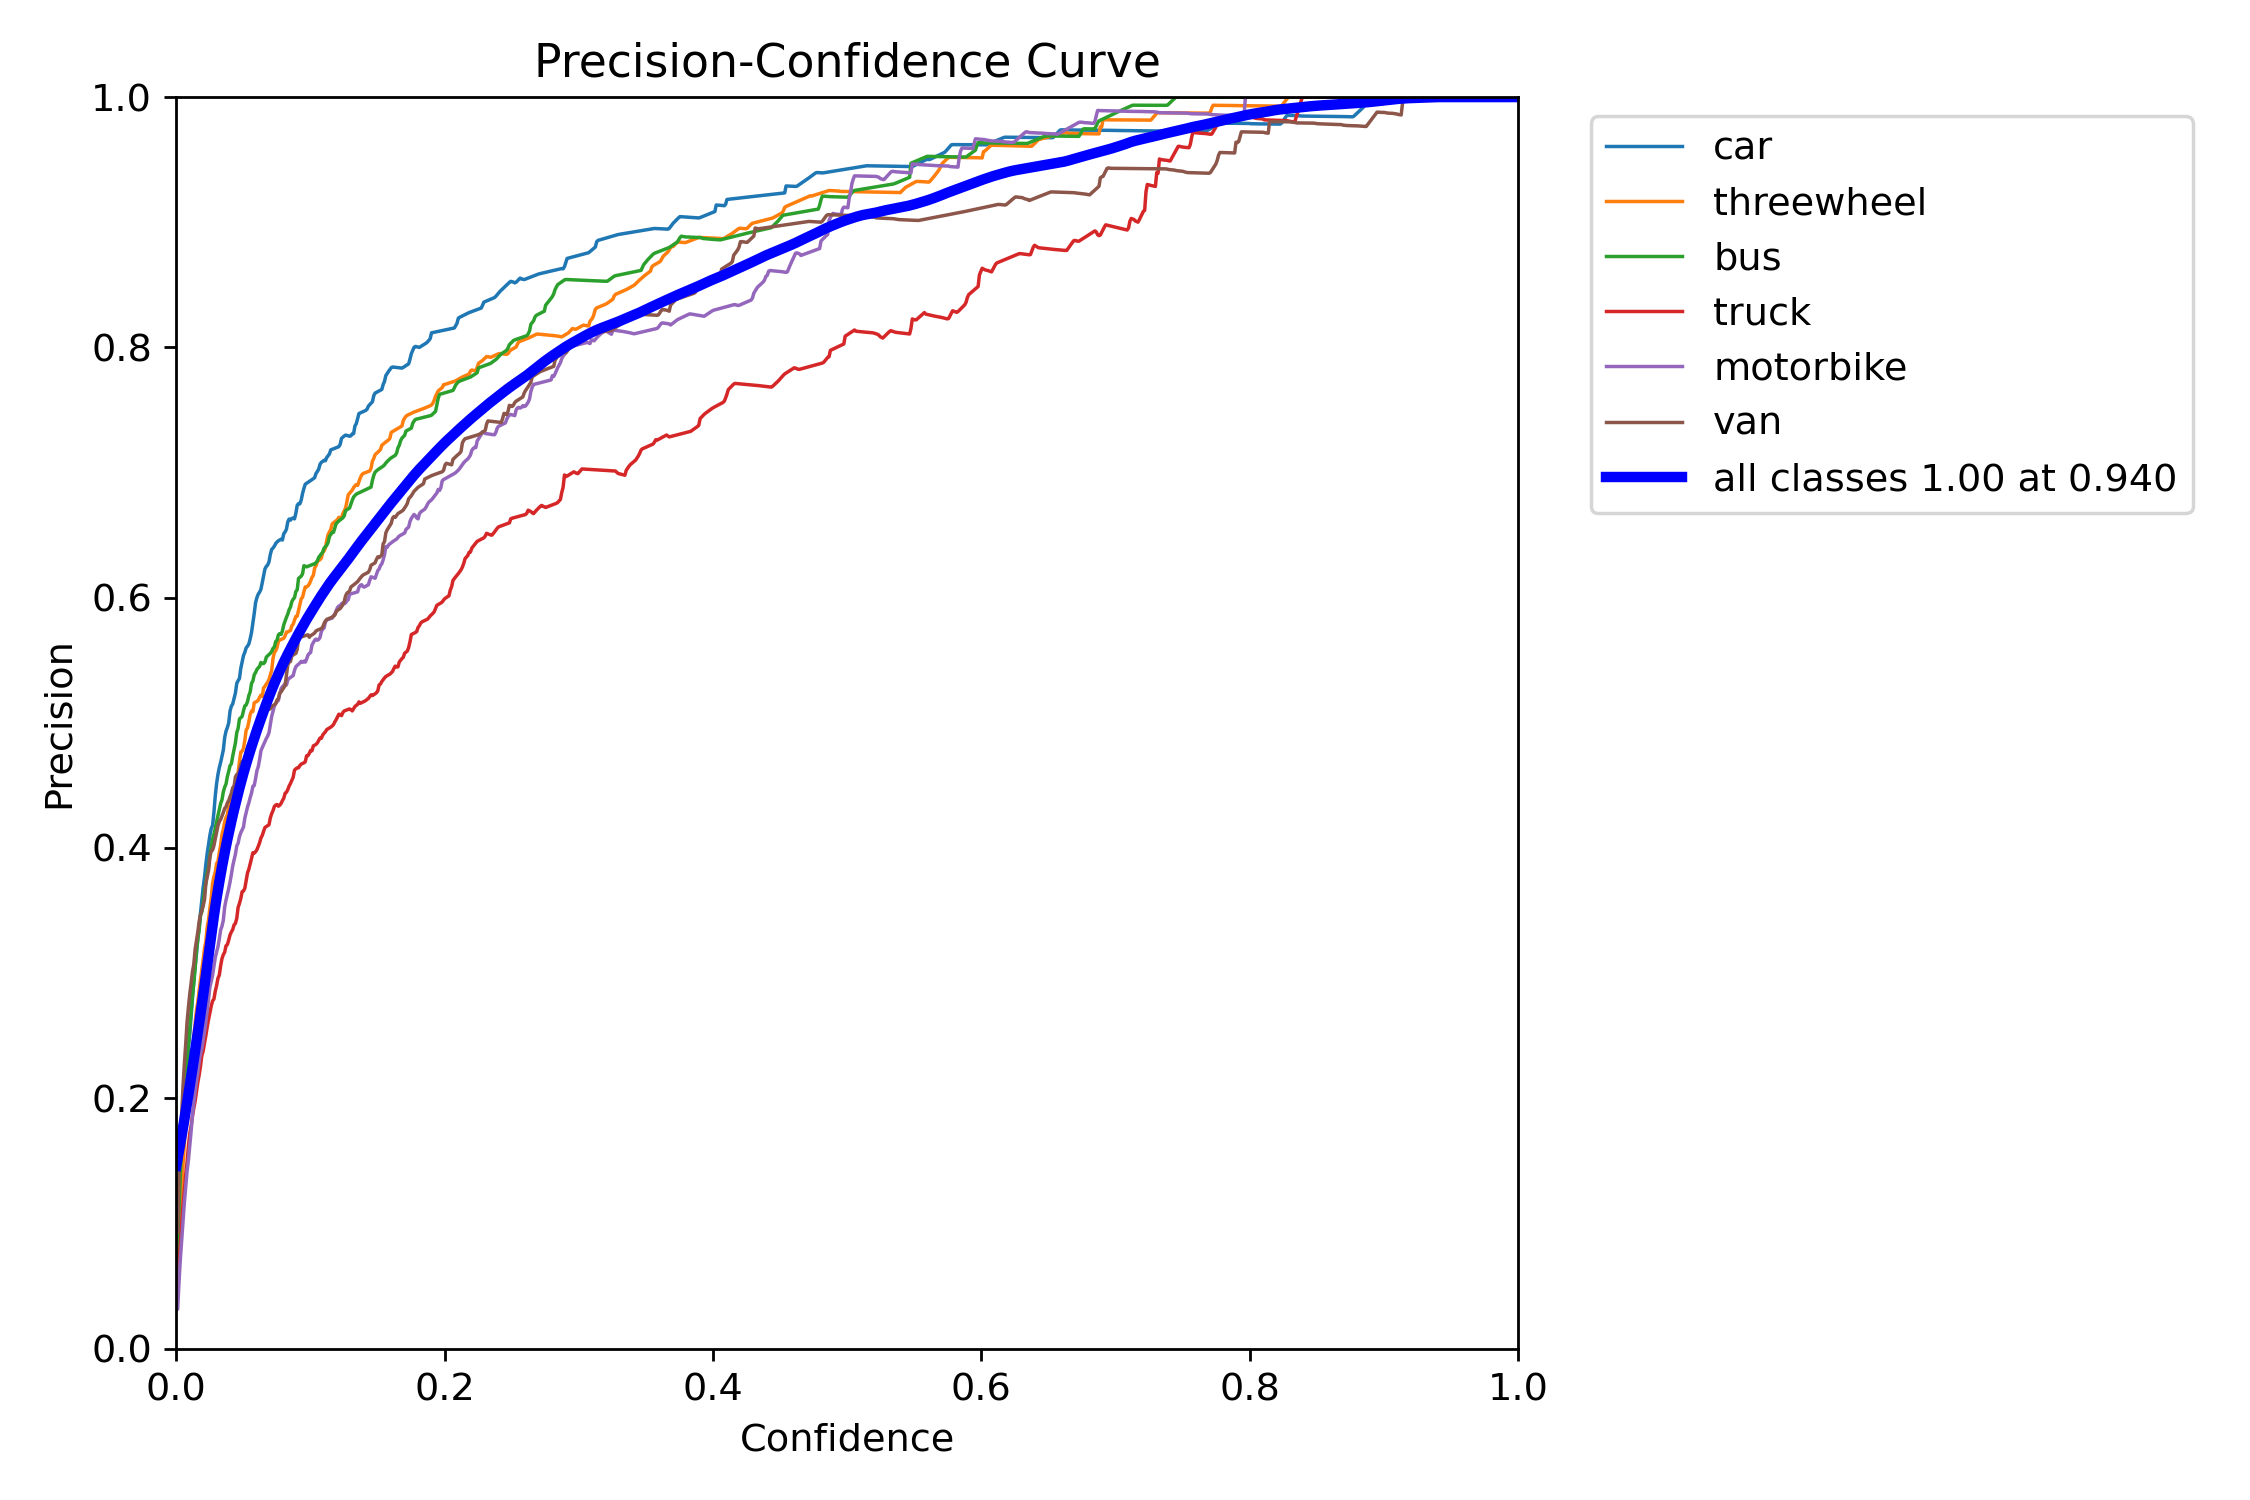 Precision-Confidence Curve
1.0
0.8
0.6
0.4
0.2
0.0
Precision
0.0 0.2 0.4 0.6 0.8 1.0
Confidence
car
threewheel
bus
truck
motorbike
van
all classes 1.00 at 0.940